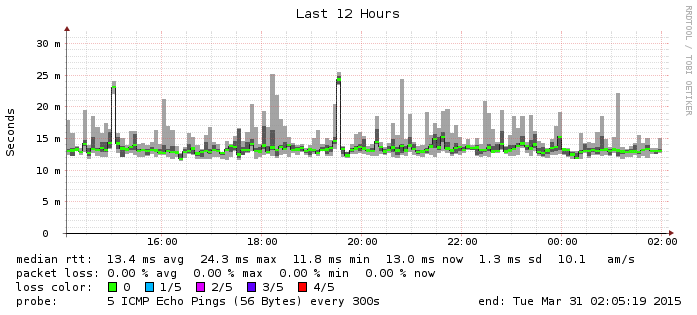 Last 12 Hours
RRDTOOL / TOBI OETIKER
Seconds
30 m
25 m
20 m
15 m
10 m
5 m
0
16:00 18:00 20:00 22:00 00:00 02:00
median rtt: 13.4 ms avg 24.3 ms max 11.8 ms min 13.0 ms now 1.3 ms sd 10.1 am/s
packet loss: 0.00 % avg 0.00 % max 0.00 % min 0.00 % now
loss color: 0 1/5 2/5 3/5 4/5
probe: 5 ICMP Echo Pings (56 Bytes) every 300s end: Tue Mar 31 02:05:19 2015